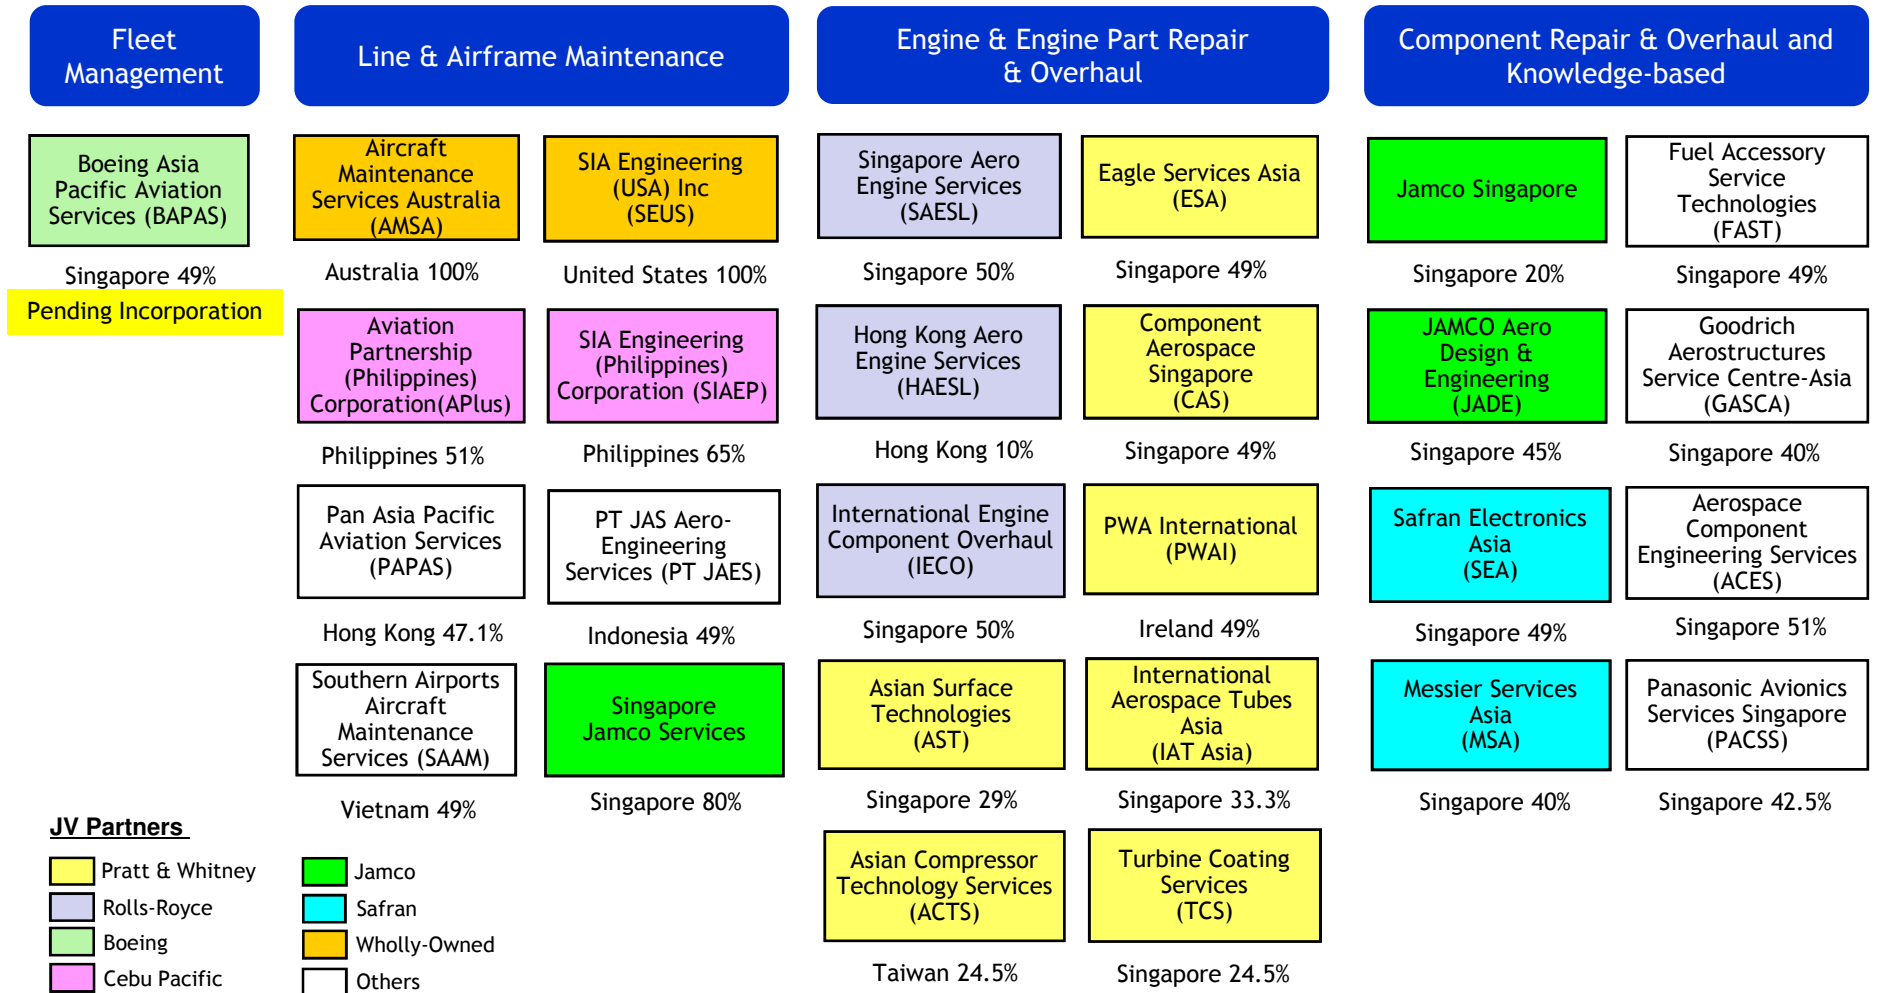 Fleet
Management
Line & Airframe Maintenance
Engine & Engine Part Repair
& Overhaul
Component Repair & Overhaul and
Knowledge-based
Boeing Asia
Pacific Aviation
Services (BAPAS)
Singapore 49%
Pending Incorporation
Aircraft
Maintenance
Services Australia
(AMSA)
Australia 100%
SIA Engineering
(USA) Inc
(SEUS)
United States 100%
Aviation
Partnership
(Philippines)
Corporation(APlus)
Philippines 51%
SIA Engineering
(Philippines)
Corporation (SIAEP)
Philippines 65%
Pan Asia Pacific
Aviation Services
(PAPAS)
Hong Kong 47.1%
PT JAS Aero-
Engineering
Services (PT JAES)
Indonesia 49%
Southern Airports
Aircraft
Maintenance
Services (SAAM)
Vietnam 49%
Singapore
Jamco Services
Singapore 80%
Singapore Aero
Engine Services
(SAESL)
Singapore 50%
Eagle Services Asia
(ESA)
Singapore 49%
Hong Kong Aero
Engine Services
(HAESL)
Hong Kong 10%
Component
Aerospace
Singapore
(CAS)
Singapore 49%
International Engine
Component Overhaul
(IECO)
Singapore 50%
PWA International
(PWAI)
Ireland 49%
Asian Surface
Technologies
(AST)
Singapore 29%
International
Aerospace Tubes
Asia
(IAT Asia)
Singapore 33.3%
Asian Compressor
Technology Services
(ACTS)
Taiwan 24.5%
Turbine Coating
Services
(TCS)
Singapore 24.5%
Jamco Singapore
Singapore 20%
Fuel Accessory
Service
Technologies
(FAST)
Singapore 49%
JAMCO Aero
Design &
Engineering
(JADE)
Singapore 45%
Goodrich
Aerostructures
Service Centre-Asia
(GASCA)
Singapore 40%
Safran Electronics
Asia
(SEA)
Singapore 49%
Aerospace
Component
Engineering Services
(ACES)
Singapore 51%
Messier Services
Asia
(MSA)
Singapore 40%
Panasonic Avionics
Services Singapore
(PACSS)
Singapore 42.5%
JV Partners
Pratt & Whitney
Rolls-Royce
Boeing
Cebu Pacific
Jamco
Safran
Wholly-Owned
Others